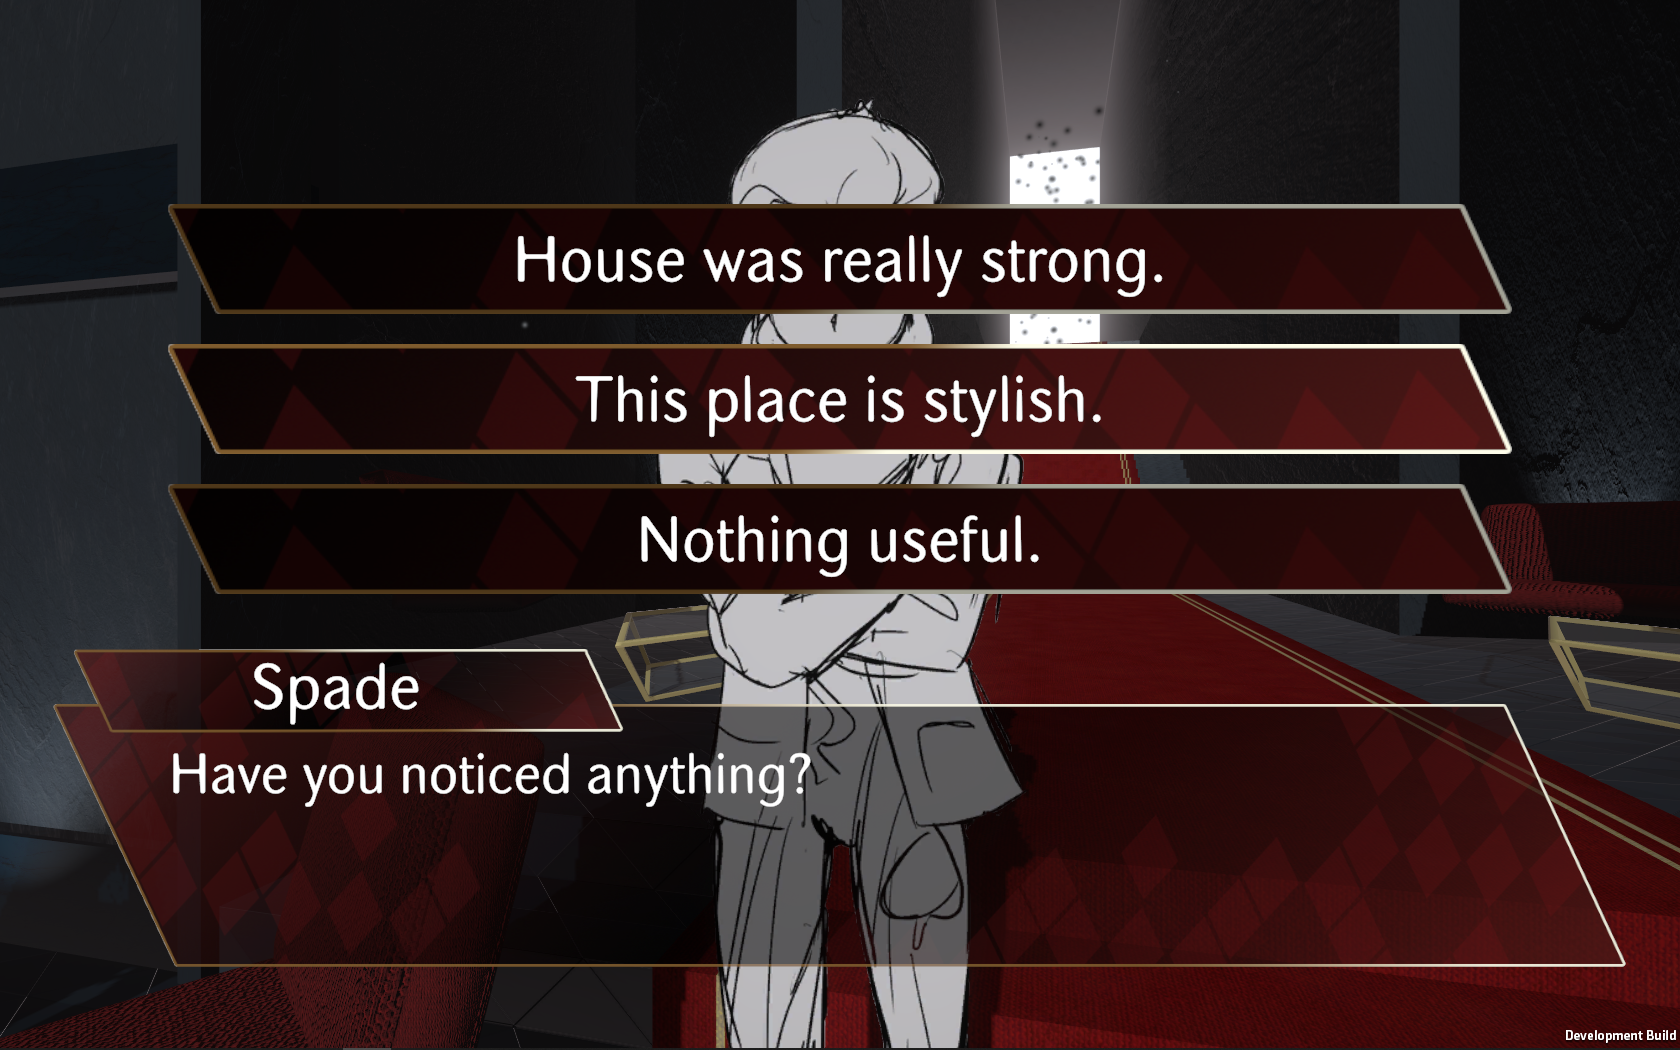 House was really strong.
This place is stylish.
Nothing useful.
Spade
Have you noticed anything?
Development Build